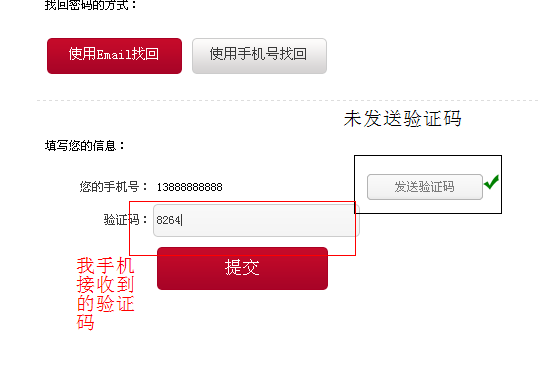 找回密码的方式：
使用Email找回
使用手机号找回
未发送验证码
填写您的信息：
您的手机号： 13888888888
发送验证码
验证码： 8264
提交
我手机
接收到
的验证
码